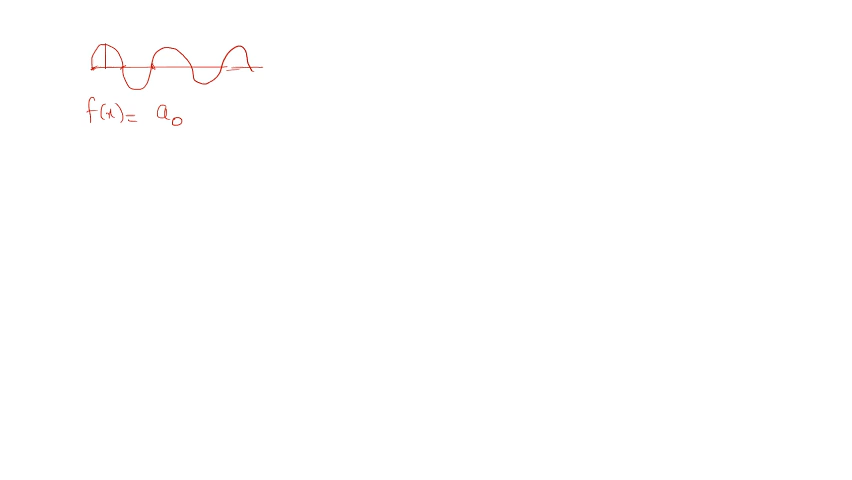 f(x) = a₀